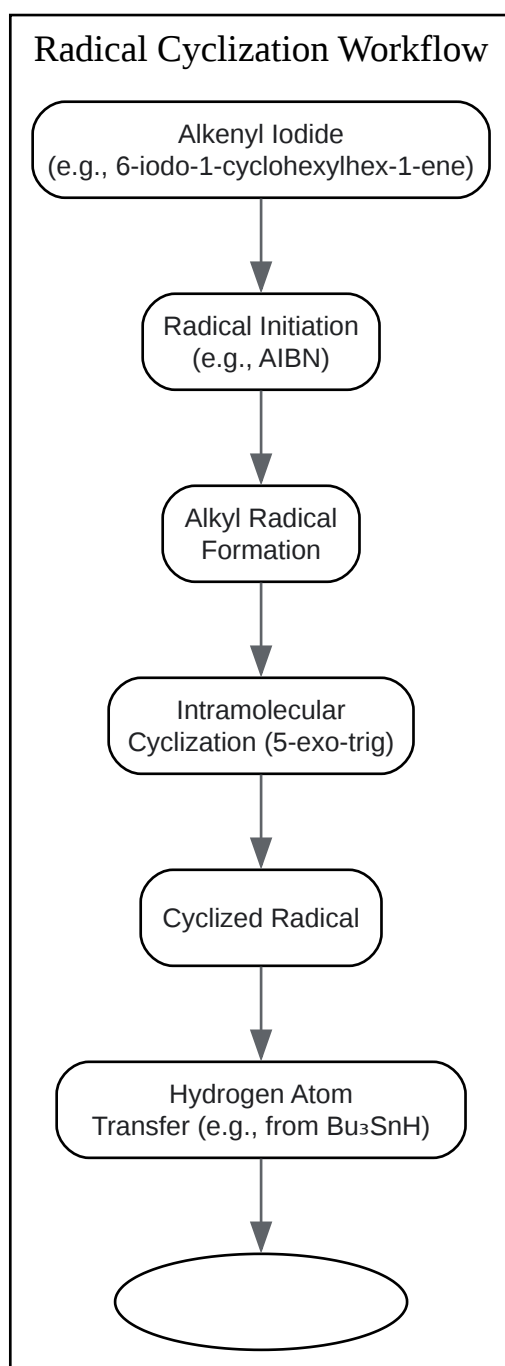 Radical Cyclization Workflow
Alkenyl Iodide
(e.g., 6-iodo-1-cyclohexylhex-1-ene)
Radical Initiation
(e.g., AIBN)
Alkyl Radical
Formation
Intramolecular
Cyclization (5-exo-trig)
Cyclized Radical
Hydrogen Atom
Transfer (e.g., from Bu₃SnH)